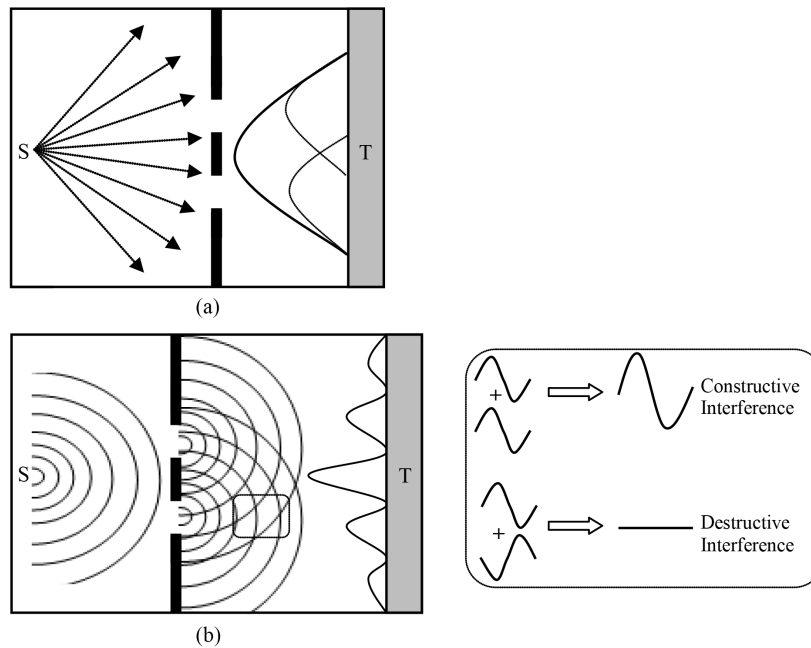 S
T
(a)
S
T
(b)
+
Constructive
Interference
+
Destructive
Interference